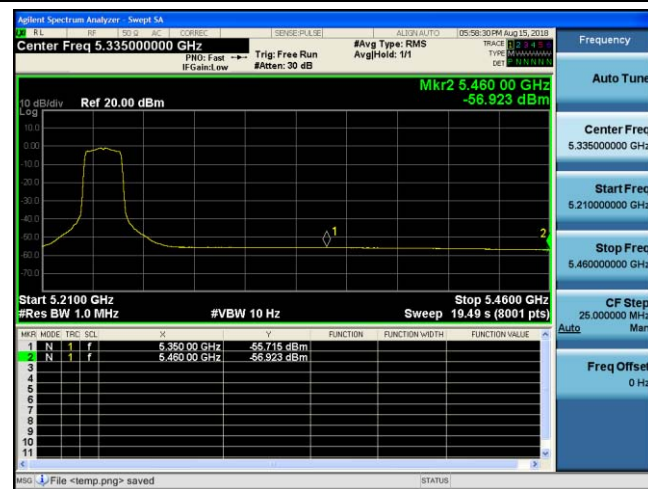 Agilent Spectrum Analyzer - Swept SA
RL RF 50 Ω AC CORREC SENSE:PULSE ALIGN AUTO 05:58:30 PM Aug 15, 2018
Center Freq 5.335000000 GHz
PNO: Fast
IFGain:Low
Trig: Free Run
#Atten: 30 dB
#Avg Type: RMS
Avg|Hold: 1/1
TRACE 1 2 3 4 5 6
TYPE
DET P N N N N N
Mkr2 5.460 00 GHz
-56.923 dBm
10 dB/div Ref 20.00 dBm
Log
10.0
0.00
-10.0
-20.0
-30.0
-40.0
-50.0
-60.0
-70.0
1
2
Start 5.2100 GHz Stop 5.4600 GHz
#Res BW 1.0 MHz #VBW 10 Hz Sweep 19.49 s (8001 pts)
MKR MODE TRC SCL X Y FUNCTION FUNCTION WIDTH FUNCTION VALUE
1 N 1 f 5.350 00 GHz -55.715 dBm
2 N 1 f 5.460 00 GHz -56.923 dBm
3
4
5
6
7
8
9
10
11
MSG File <temp.png> saved STATUS
Frequency
Auto Tune
Center Freq
5.335000000 GHz
Start Freq
5.210000000 GHz
Stop Freq
5.460000000 GHz
CF Step
25.000000 MHz
Auto Man
Freq Offset
0 Hz